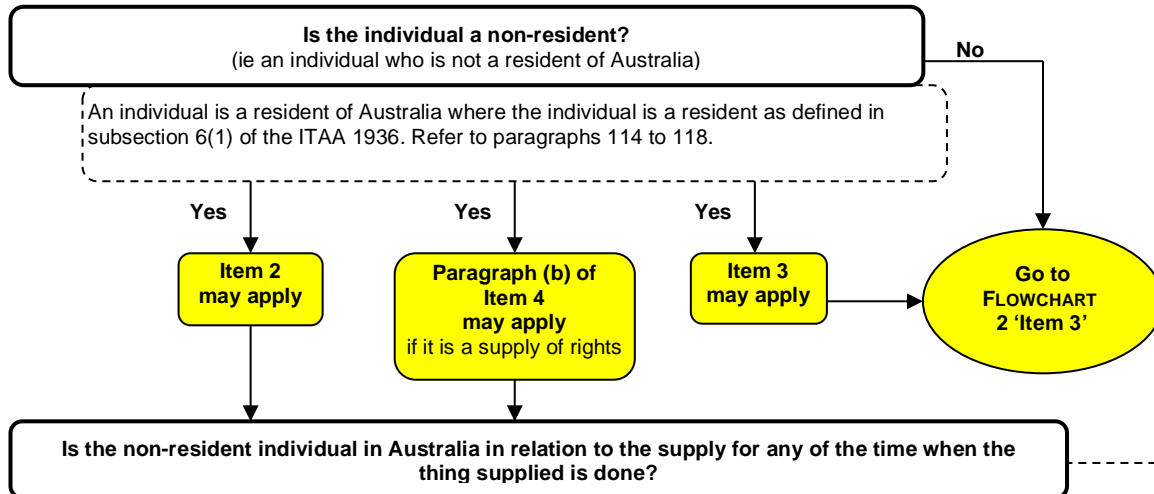 Is the individual a non-resident?
(ie an individual who is not a resident of Australia)
No
An individual is a resident of Australia where the individual is a resident as defined in
subsection 6(1) of the ITAA 1936. Refer to paragraphs 114 to 118.
Yes
Yes
Yes
Item 2
may apply
Paragraph (b) of
Item 4
may apply
if it is a supply of rights
Item 3
may apply
Go to
FLOWCHART
2 ‘Item 3’
Is the non-resident individual in Australia in relation to the supply for any of the time when the
thing supplied is done?